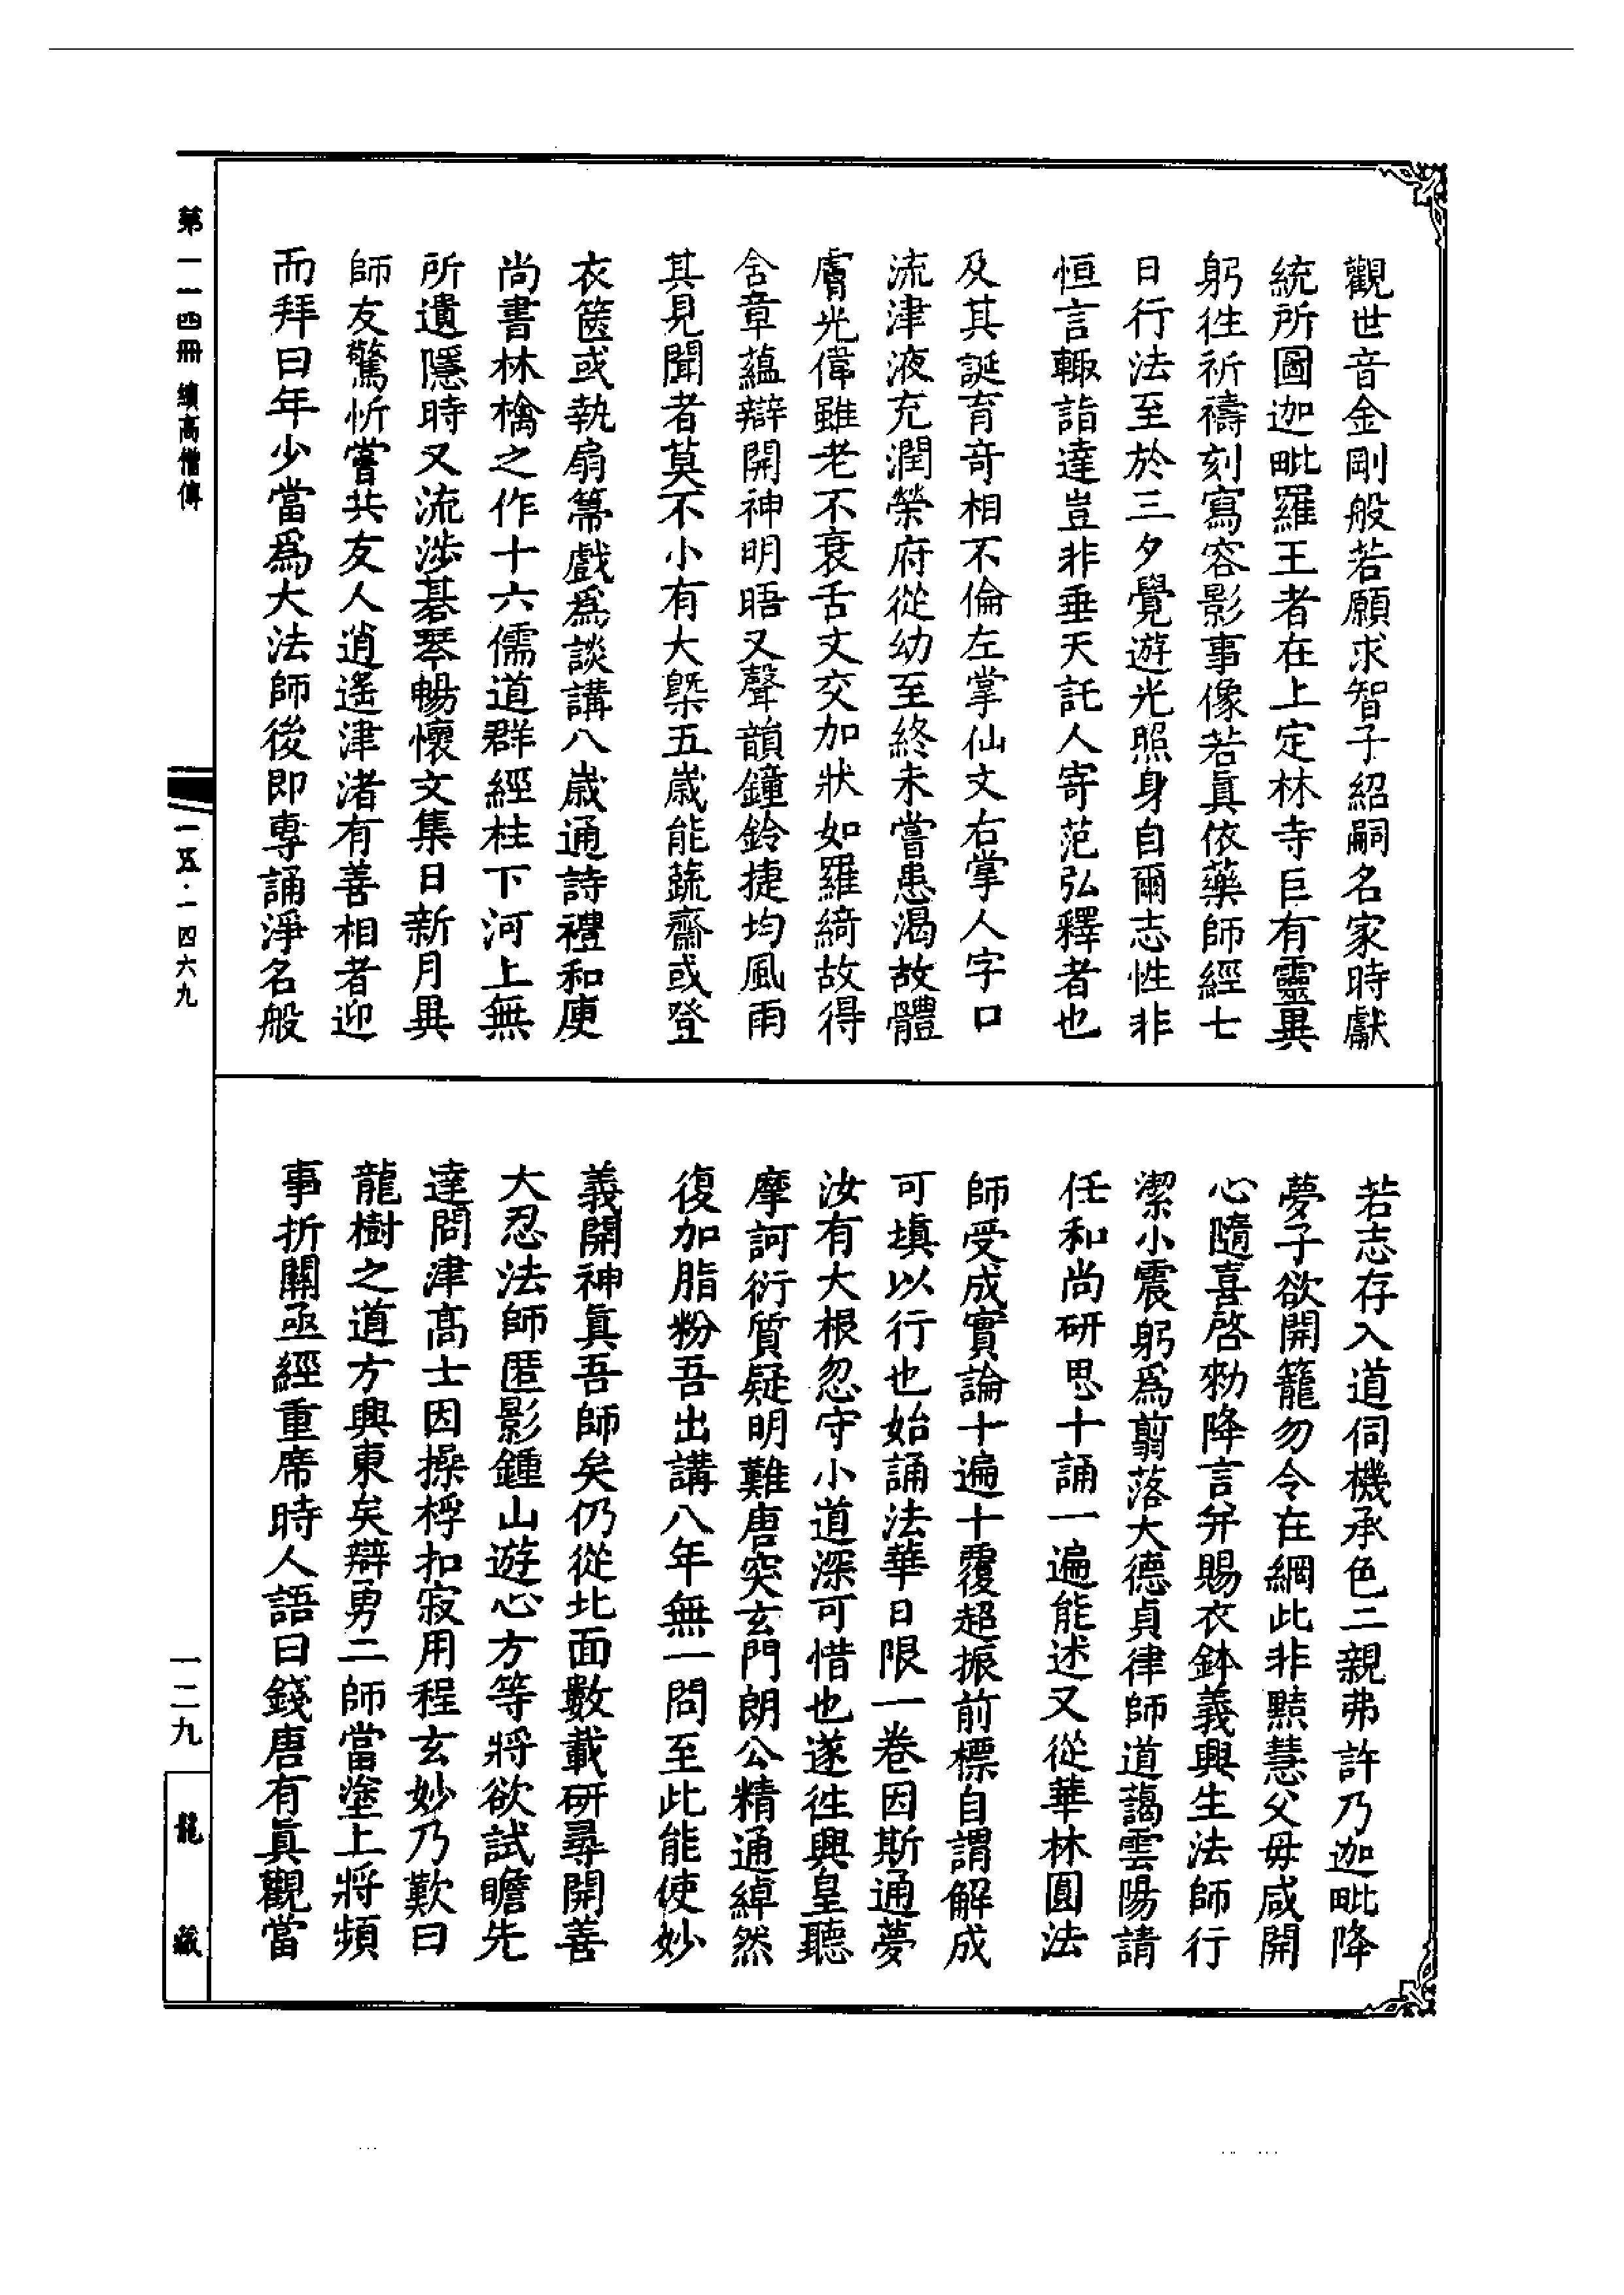 觀世音金剛般若願求智子紹嗣名家時獻
統所圖迦毗羅王者在上定林寺巨有靈異
躬徃祈禱刻寫容影事像若眞依藥師經七
日行法至於三夕覺遊光照身自爾志性非
恒言輙詣達豈非垂天託人寄范弘釋者也
及其誕育竒相不倫左掌仙文右掌人字口
流津液充潤榮府從幼至終未嘗患渴故體
膚光偉雖老不衰舌文交加狀如羅綺故得
含章蘊辯開神明晤又聲韻鐘鈴捷均風雨
其見聞者莫不小有大槩五歲能蔬齋或登
衣篋或執扇箒戲爲談講八歲通詩禮和庾
尚書林檎之作十六儒道群經柱下河上無
所遺隱時又流涉碁琴暢懷文集日新月異
師友驚忻嘗共友人逍遥津渚有善相者迎
而拜曰年少當爲大法師後即專誦淨名般
若志存入道伺機承色二親弗許乃迦毗降
夢子欲開籠勿令在網此非黠慧父母咸開
心隨喜啓勑降言弁賜衣鉢義興生法師行
潔小震躬爲翦落大德貞律師道藹雲陽請
任和尚研思十誦一遍能述又從華林圓法
師受成實論十遍十覆超振前標自謂解成
可塡以行也始誦法華日限一卷因斯通夢
汝有大根忽守小道深可惜也遂徃興皇聽
摩訶衍質疑明難唐突玄門朗公精通綽然
復加脂粉吾出講八年無一問至此能使妙
義開神眞吾師矣仍從北面數載研尋開善
大忍法師匿影鍾山遊心方等將欲試瞻先
達問津高士因操桴扣寂用程玄妙乃歎曰
龍樹之道方興東矣辯勇二師當塗上將頻
事折關亟經重席時人語曰錢唐有眞觀當
第一一四冊 續高僧傳
一五·一四六九
一二九
龍藏